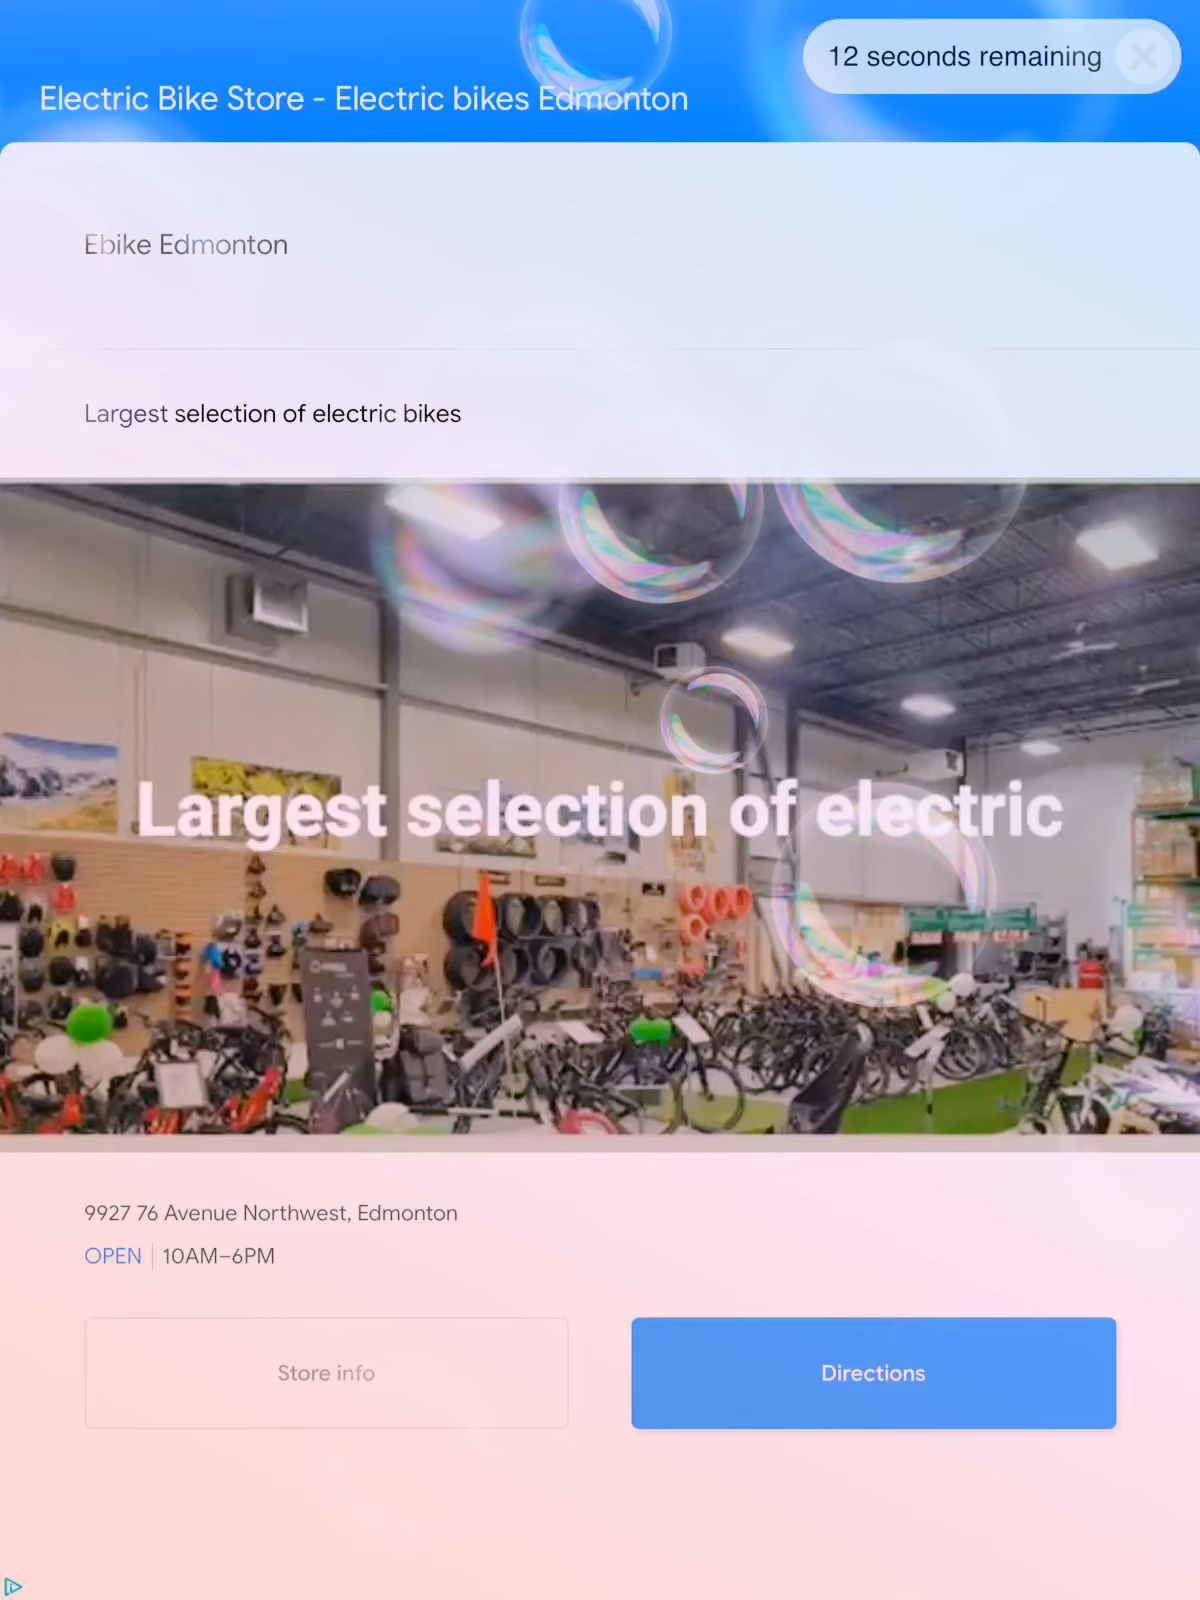 12 seconds remaining
Electric Bike Store - Electric bikes Edmonton
Ebike Edmonton
Largest selection of electric bikes
Largest selection of electric
9927 76 Avenue Northwest, Edmonton
OPEN | 10AM–6PM
Store info
Directions